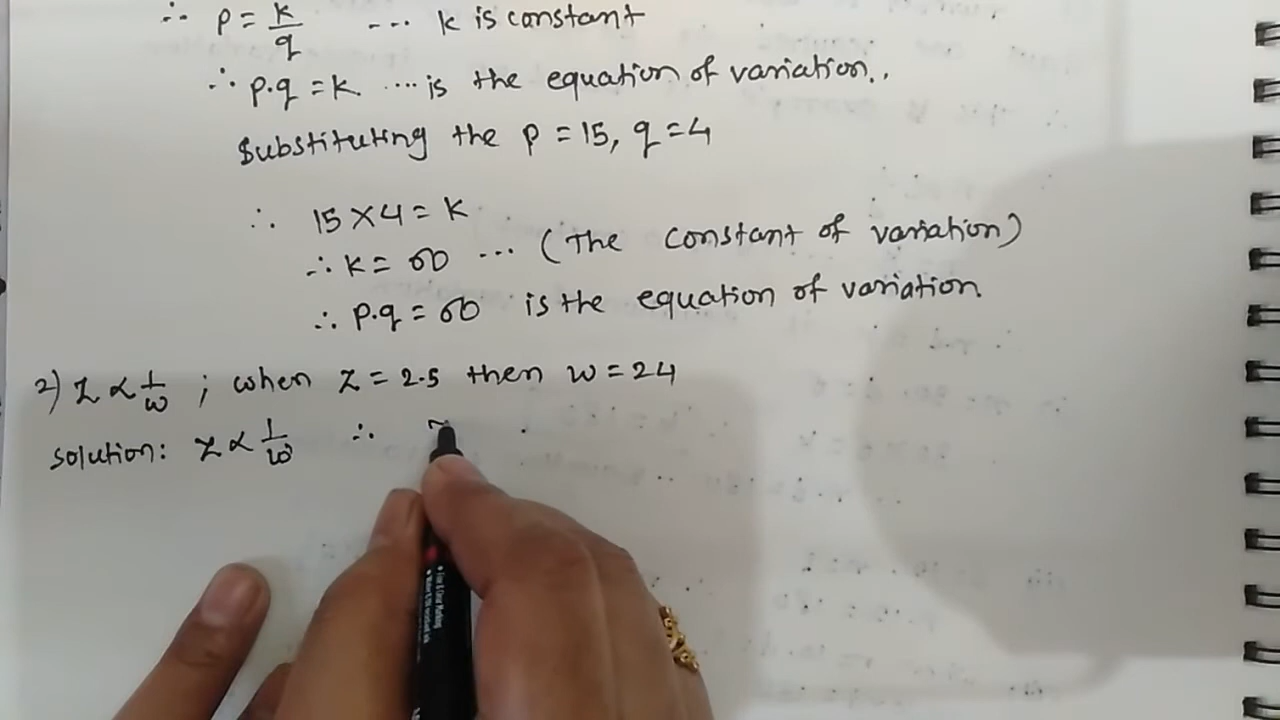 ∴ p = k/q --- k is constant
∴ p.q = k .... is the equation of variation..
Substituting the p = 15, q = 4
∴ 15 × 4 = k
∴ k = 60 ... (The constant of variation)
∴ p.q = 60 is the equation of variation.
2) z ∝ 1/w ; when z = 2.5 then w = 24
solution: z ∝ 1/w ∴